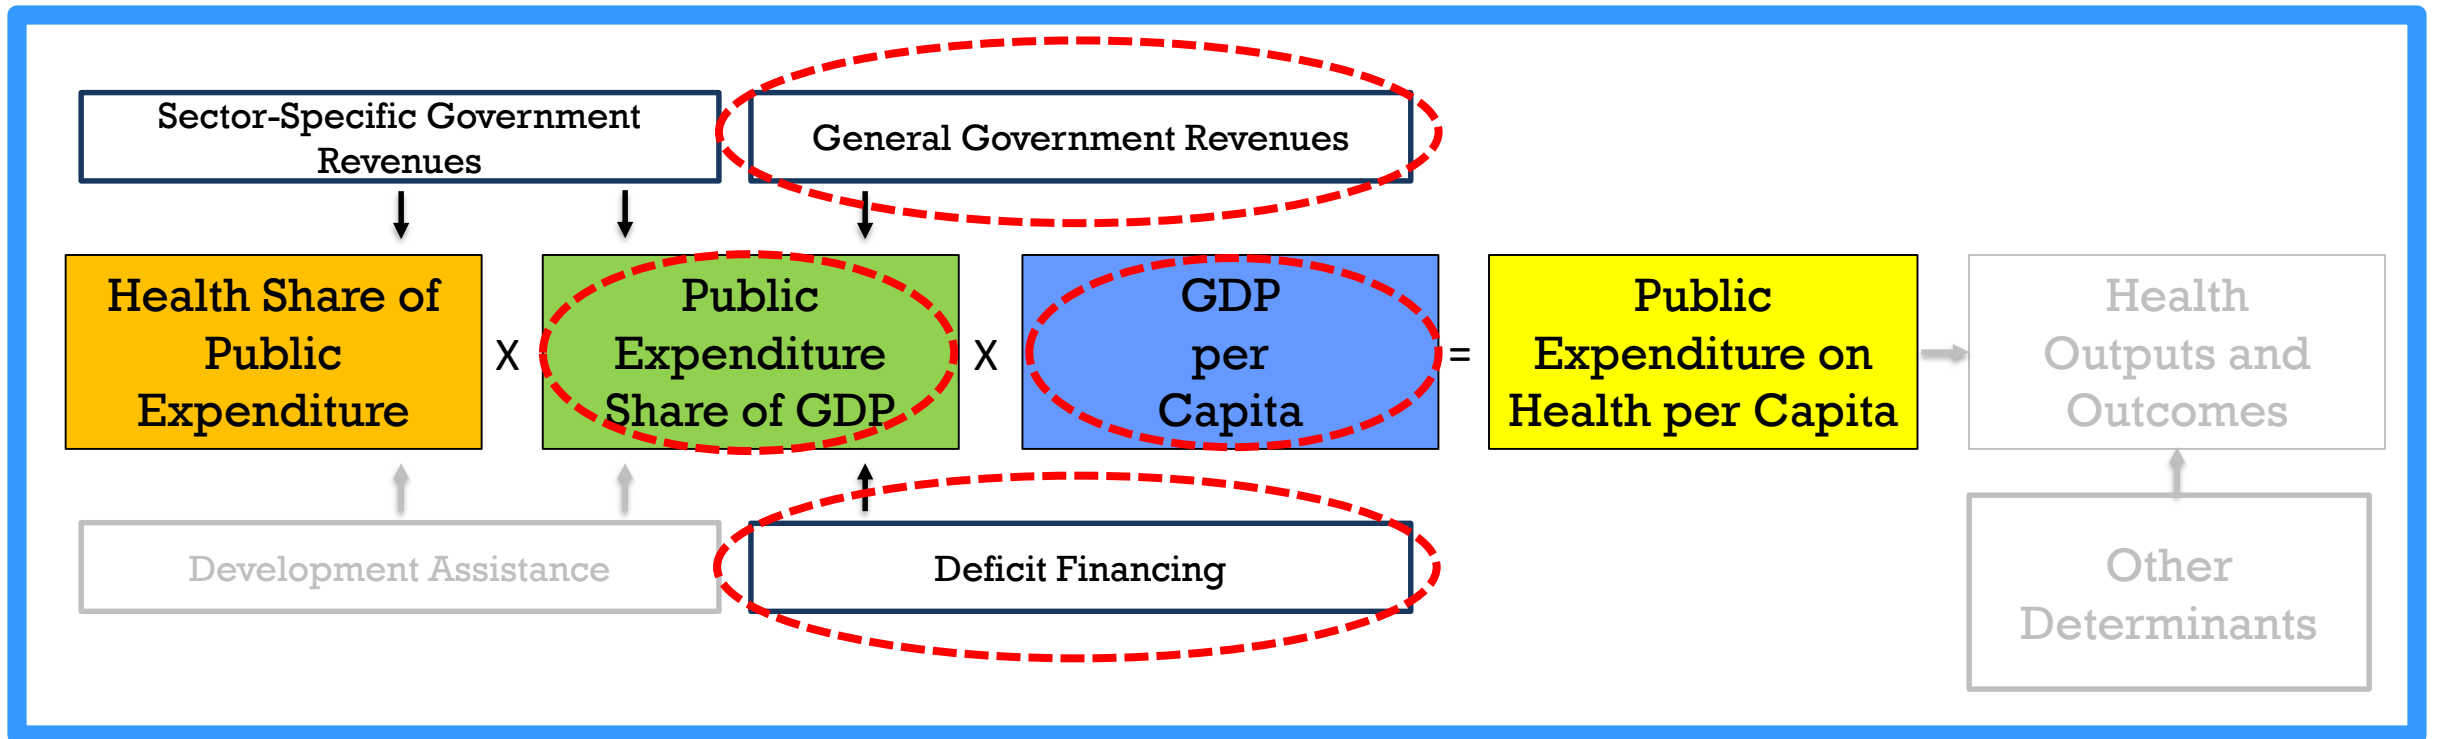 Sector-Specific Government
Revenues
General Government Revenues
Health Share of
Public
Expenditure
X
Public
Expenditure
Share of GDP
X
GDP
per
Capita
=
Public
Expenditure on
Health per Capita
Health
Outputs and
Outcomes
Development Assistance
Deficit Financing
Other
Determinants